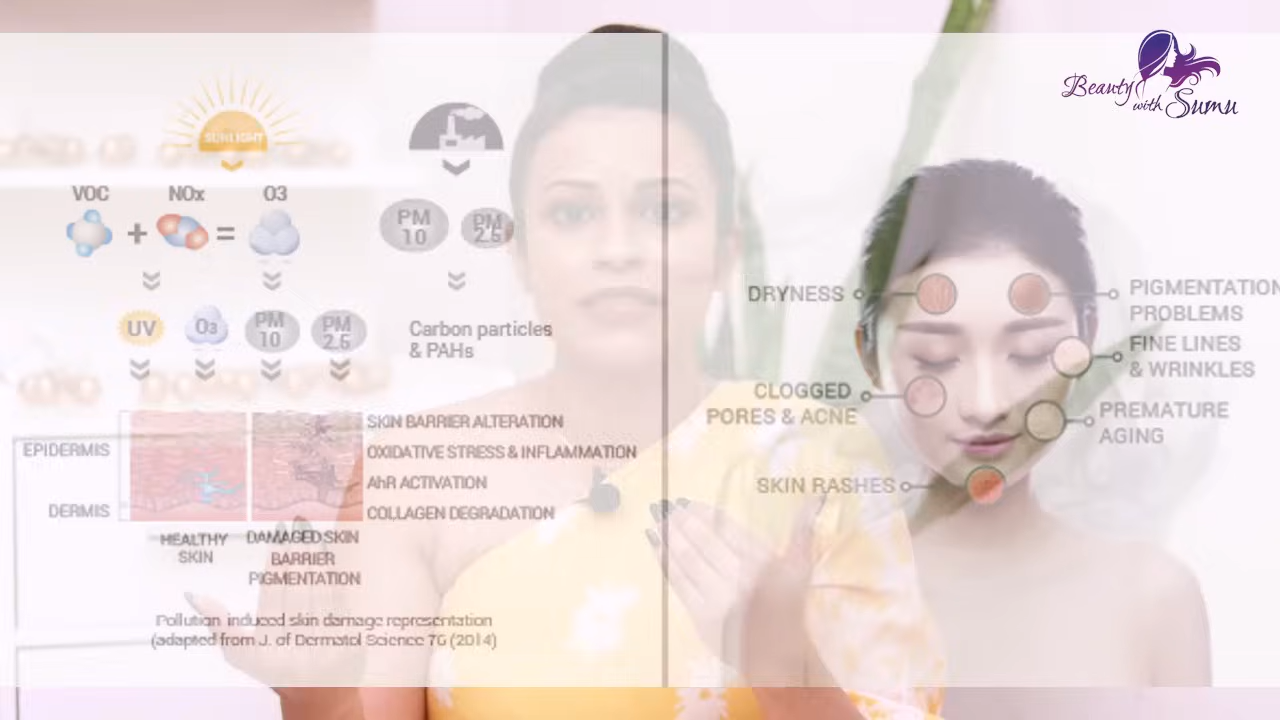 Beauty
with Sumu
SUNLIGHT
VOC NOx O3
+ =
PM
10
PM
2.5
UV
O3
PM
10
PM
2.5
Carbon particles
& PAHs
EPIDERMIS
DERMIS
SKIN BARRIER ALTERATION
OXIDATIVE STRESS & INFLAMMATION
AhR ACTIVATION
COLLAGEN DEGRADATION
HEALTHY
SKIN
DAMAGED SKIN
BARRIER
PIGMENTATION
Pollution induced skin damage representation
(adapted from J. of Dermatol Science 76 (2014)
DRYNESS
CLOGGED
PORES & ACNE
SKIN RASHES
PIGMENTATION
PROBLEMS
FINE LINES
& WRINKLES
PREMATURE
AGING